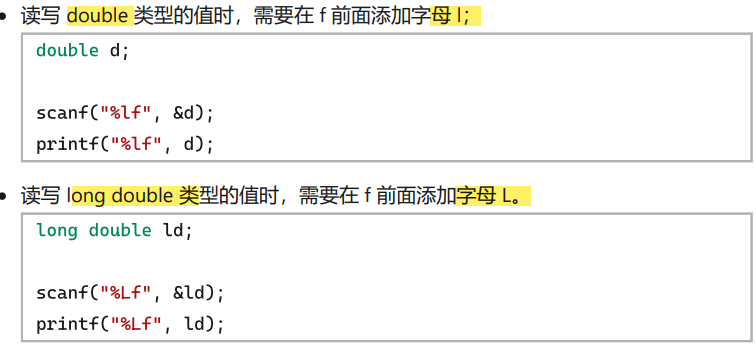 • 读写 double 类型的值时，需要在 f 前面添加字母 l；
double d;
scanf("%lf", &d);
printf("%lf", d);
• 读写 long double 类型的值时，需要在 f 前面添加字母 L。
long double ld;
scanf("%Lf", &ld);
printf("%Lf", ld);